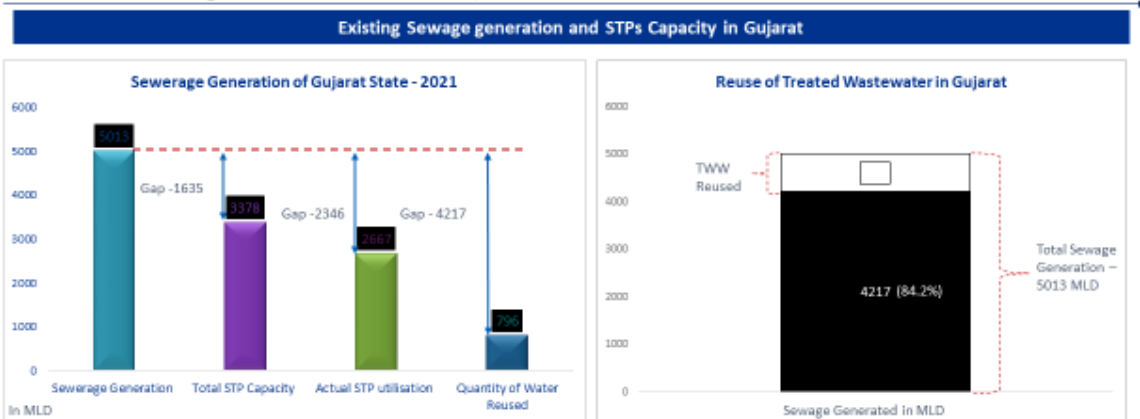 Existing Sewage generation and STPs Capacity in Gujarat
Sewerage Generation of Gujarat State - 2021
6000
5000
4000
3000
2000
1000
0
5013
3378
2667
796
Gap -1635
Gap -2346
Gap - 4217
Sewerage Generation
Total STP Capacity
Actual STP utilisation
Quantity of Water
Reused
In MLD
Reuse of Treated Wastewater in Gujarat
6000
5000
4000
3000
2000
1000
0
TWW
Reused
4217 (84.2%)
Total Sewage
Generation –
5013 MLD
Sewage Generated in MLD